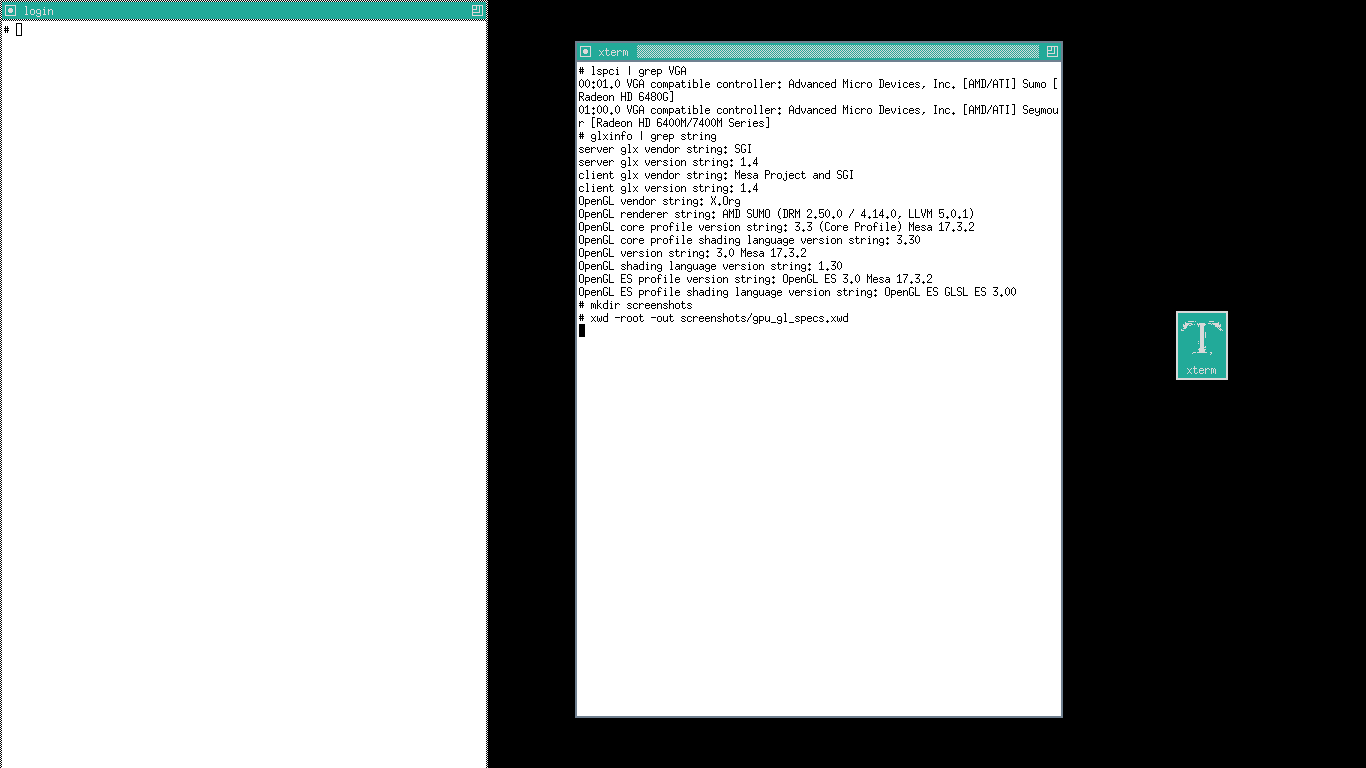 login
#
xterm
# lspci | grep VGA
00:01.0 VGA compatible controller: Advanced Micro Devices, Inc. [AMD/ATI] Sumo [
Radeon HD 6480G]
01:00.0 VGA compatible controller: Advanced Micro Devices, Inc. [AMD/ATI] Seymou
r [Radeon HD 6400M/7400M Series]
# glxinfo | grep string
server glx vendor string: SGI
server glx version string: 1.4
client glx vendor string: Mesa Project and SGI
client glx version string: 1.4
OpenGL vendor string: X.Org
OpenGL renderer string: AMD SUMO (DRM 2.50.0 / 4.14.0, LLVM 5.0.1)
OpenGL core profile version string: 3.3 (Core Profile) Mesa 17.3.2
OpenGL core profile shading language version string: 3.30
OpenGL version string: 3.0 Mesa 17.3.2
OpenGL shading language version string: 1.30
OpenGL ES profile version string: OpenGL ES 3.0 Mesa 17.3.2
OpenGL ES profile shading language version string: OpenGL ES GLSL ES 3.00
# mkdir screenshots
# xwd -root -out screenshots/gpu_gl_specs.xwd
T
xterm